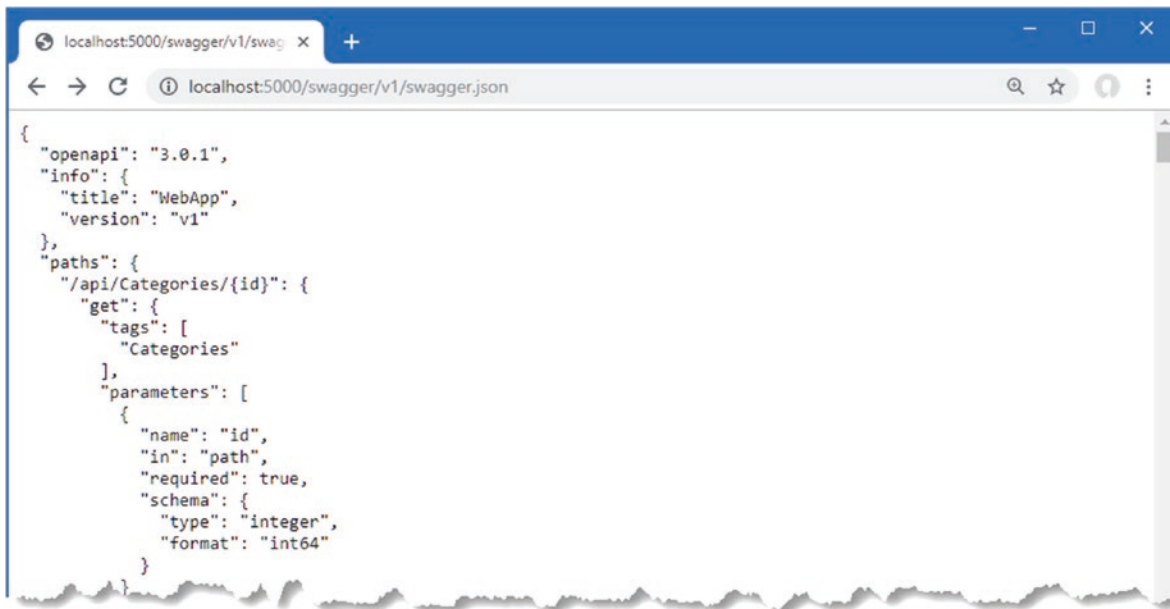 localhost:5000/swagger/v1/swag
localhost:5000/swagger/v1/swagger.json
{
  "openapi": "3.0.1",
  "info": {
    "title": "WebApp",
    "version": "v1"
  },
  "paths": {
    "/api/Categories/{id}": {
      "get": {
        "tags": [
          "Categories"
        ],
        "parameters": [
          {
            "name": "id",
            "in": "path",
            "required": true,
            "schema": {
              "type": "integer",
              "format": "int64"
            }
          }